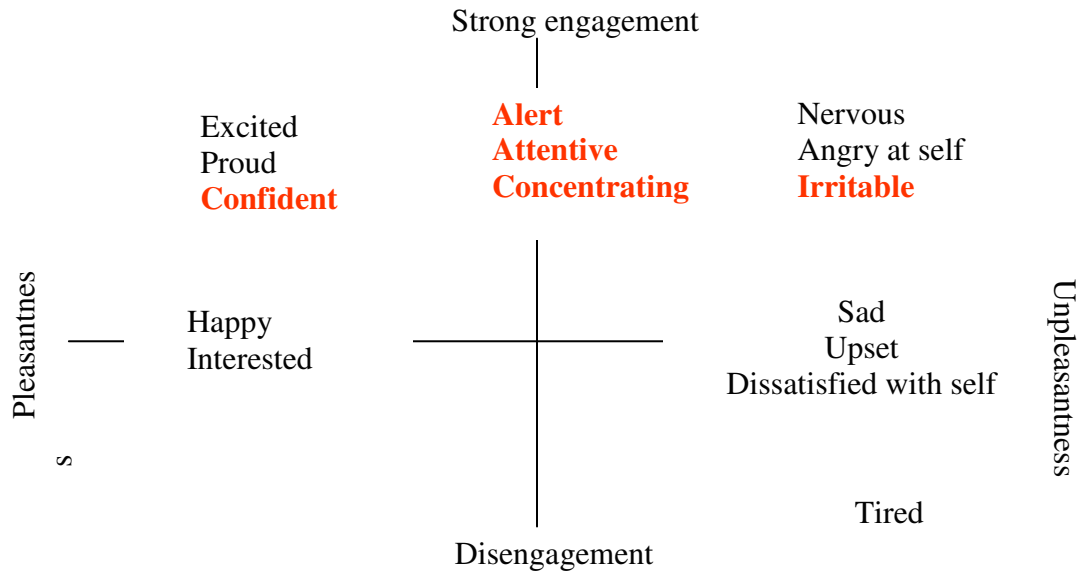 Strong engagement
Excited
Proud
Confident
Alert
Attentive
Concentrating
Nervous
Angry at self
Irritable
Pleasantnes
s
Happy
Interested
Sad
Upset
Dissatisfied with self
Unpleasantness
Tired
Disengagement